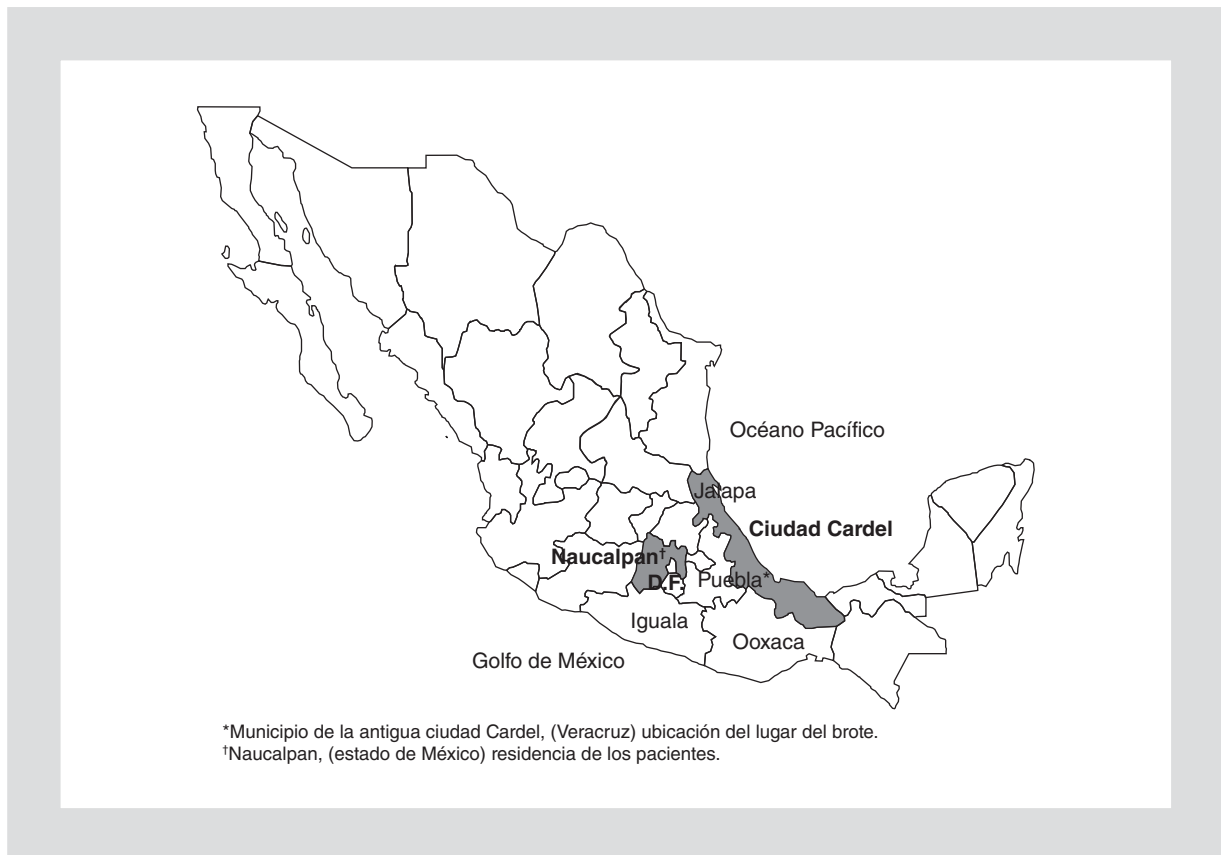 Océano Pacífico
Jalapa
Ciudad Cardel
Naucalpan†
D.F.
Puebla*
Iguala
Ooxaca
Golfo de México
*Municipio de la antigua ciudad Cardel, (Veracruz) ubicación del lugar del brote.
†Naucalpan, (estado de México) residencia de los pacientes.